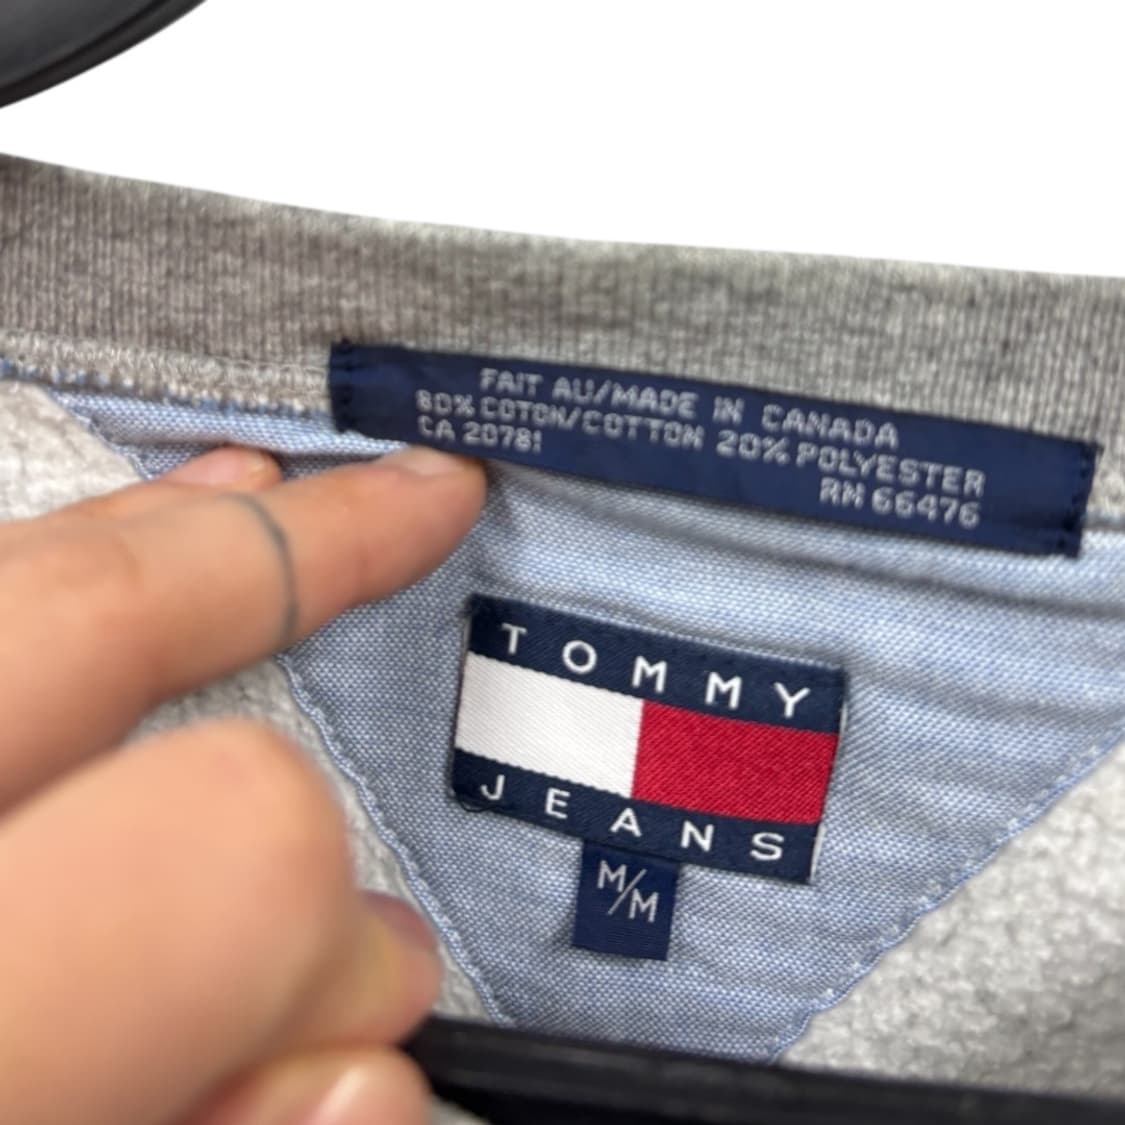 FAIT AU/MADE IN CANADA
80% COTON/COTTON 20% POLYESTER
CA 20781
RN 66476
TOMMY
JEANS
M/M